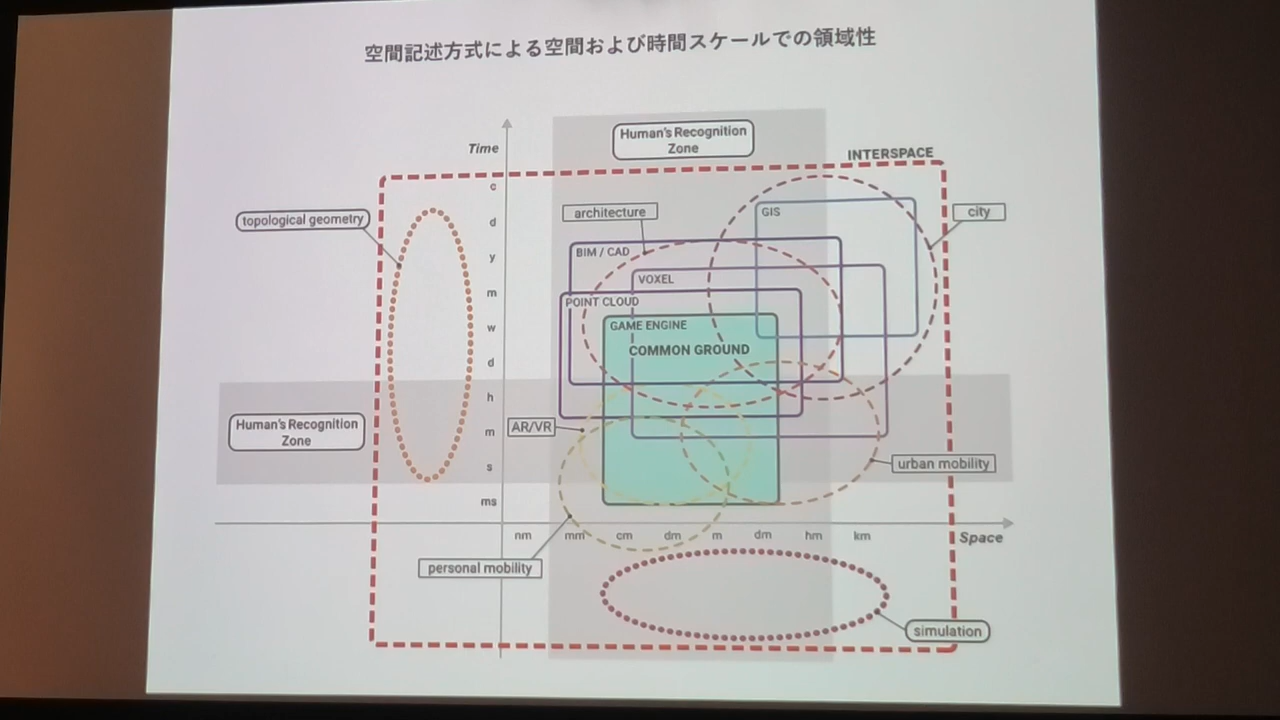 空間記述方式による空間および時間スケールでの領域性
Human's Recognition
Zone
Time
INTERSPACE
c
topological geometry
architecture
GIS
city
d
y
BIM / CAD
VOXEL
m
POINT CLOUD
w
GAME ENGINE
COMMON GROUND
d
h
Human's Recognition
Zone
AR/VR
m
s
urban mobility
ms
nm
mm
cm
dm
m
dm
hm
km
Space
personal mobility
simulation